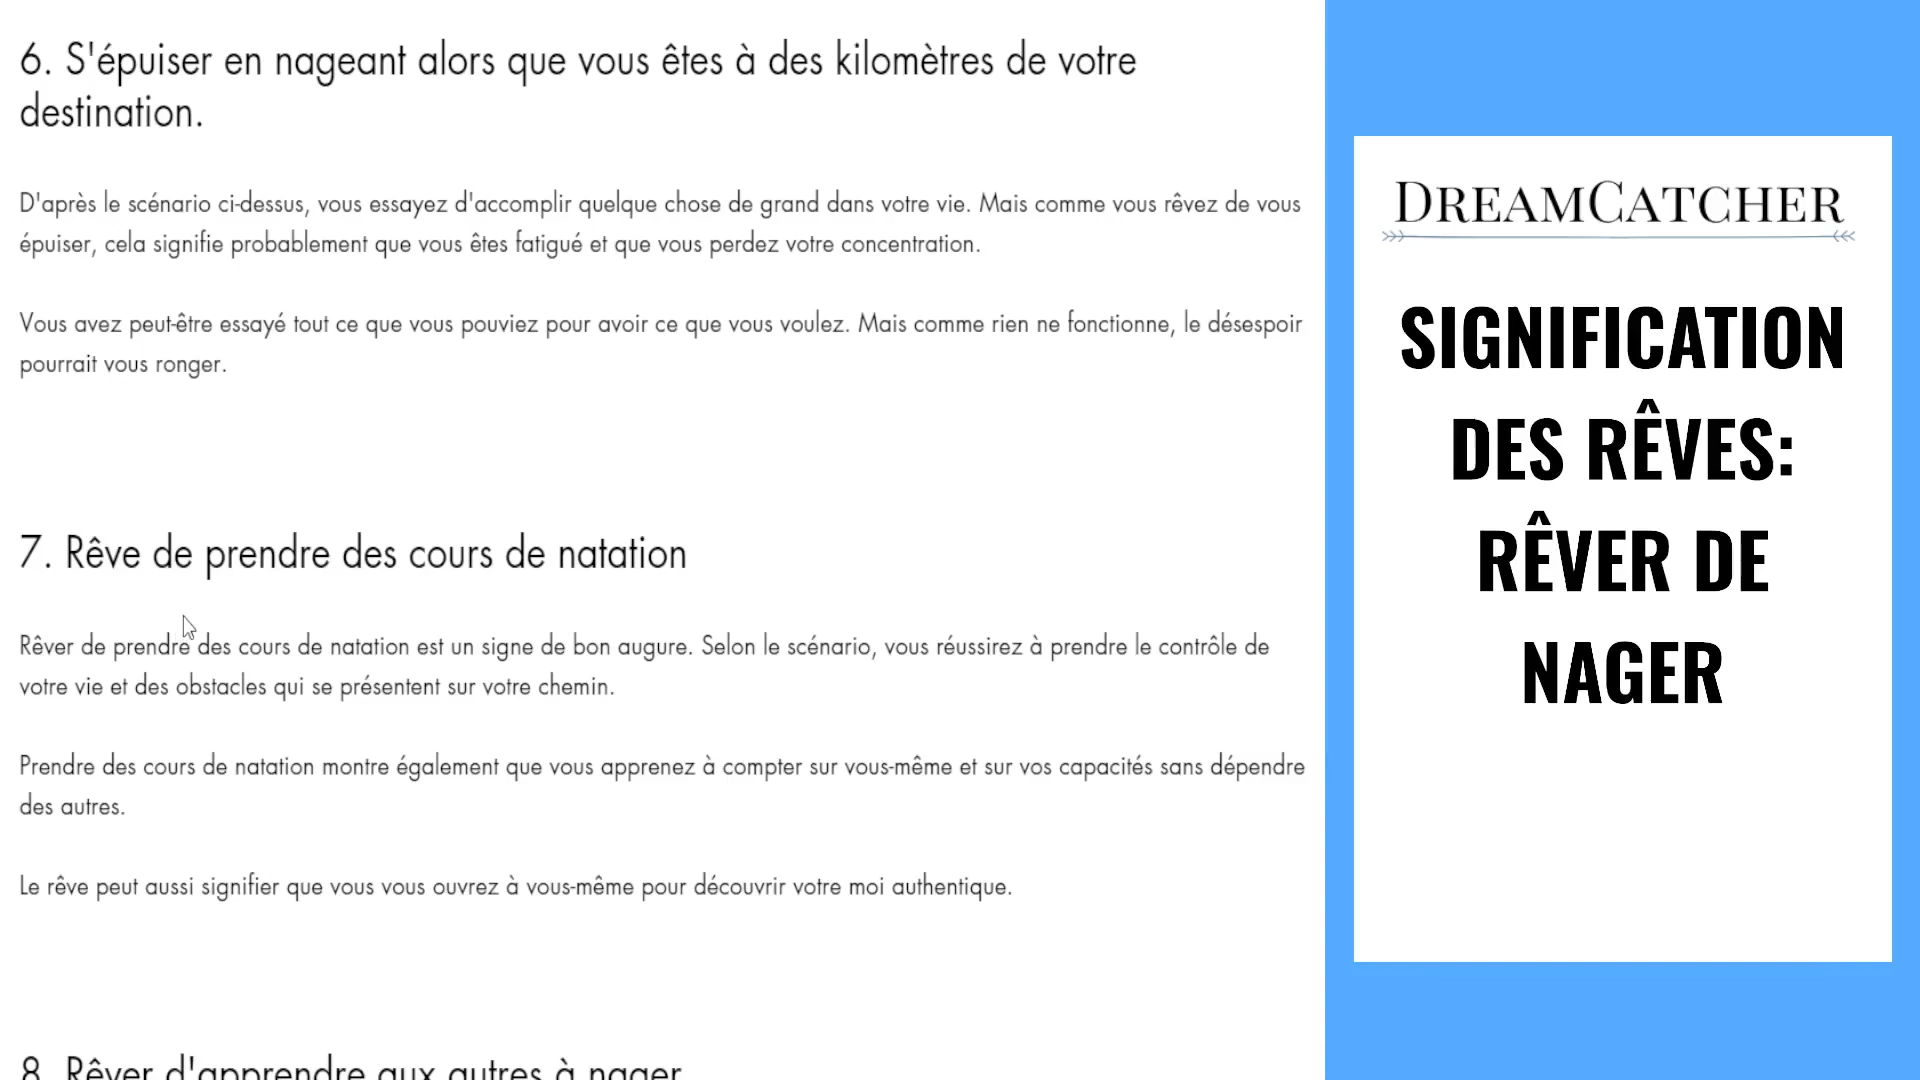 6. S'épuiser en nageant alors que vous êtes à des kilomètres de votre
destination.
D'après le scénario ci-dessus, vous essayez d'accomplir quelque chose de grand dans votre vie. Mais comme vous rêvez de vous
épuiser, cela signifie probablement que vous êtes fatigué et que vous perdez votre concentration.
Vous avez peut-être essayé tout ce que vous pouviez pour avoir ce que vous voulez. Mais comme rien ne fonctionne, le désespoir
pourrait vous ronger.
7. Rêve de prendre des cours de natation
Rêver de prendre des cours de natation est un signe de bon augure. Selon le scénario, vous réussirez à prendre le contrôle de
votre vie et des obstacles qui se présentent sur votre chemin.
Prendre des cours de natation montre également que vous apprenez à compter sur vous-même et sur vos capacités sans dépendre
des autres.
Le rêve peut aussi signifier que vous vous ouvrez à vous-même pour découvrir votre moi authentique.
8. Rêver d'apprendre aux autres à nager
DREAMCATCHER
SIGNIFICATION
DES RÊVES:
RÊVER DE
NAGER